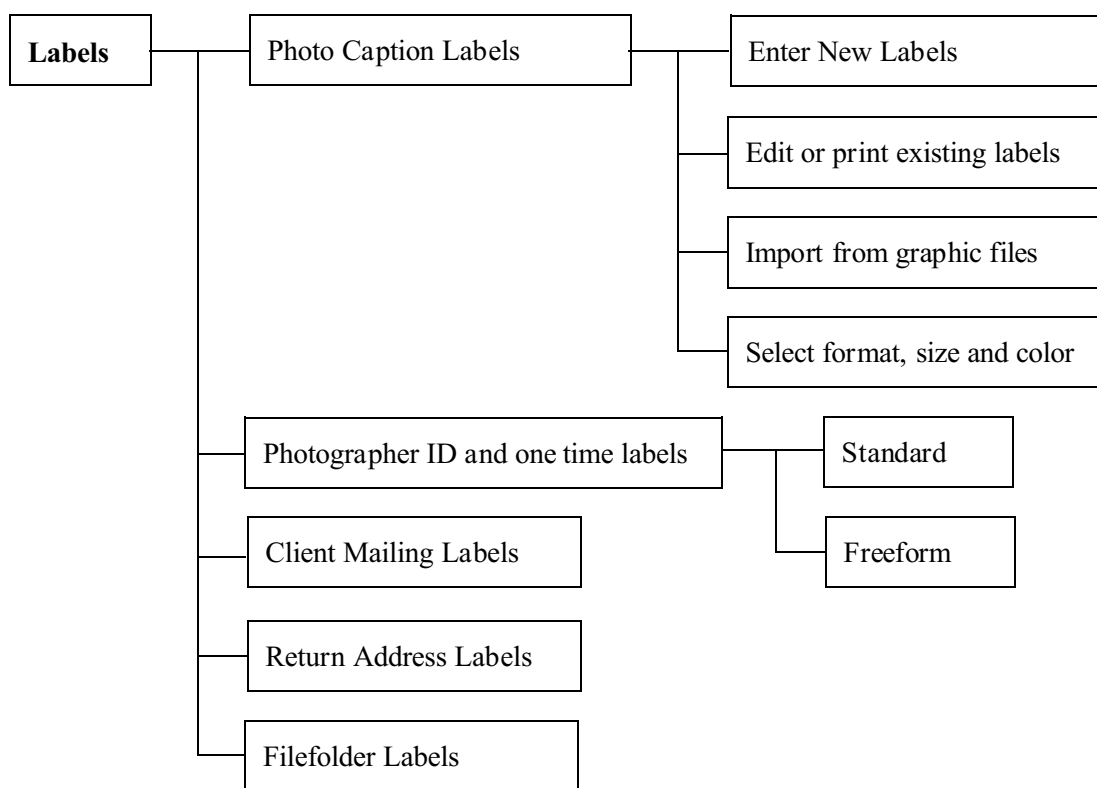 Labels
Photo Caption Labels
Enter New Labels
Edit or print existing labels
Import from graphic files
Select format, size and color
Photographer ID and one time labels
Standard
Freeform
Client Mailing Labels
Return Address Labels
Filefolder Labels